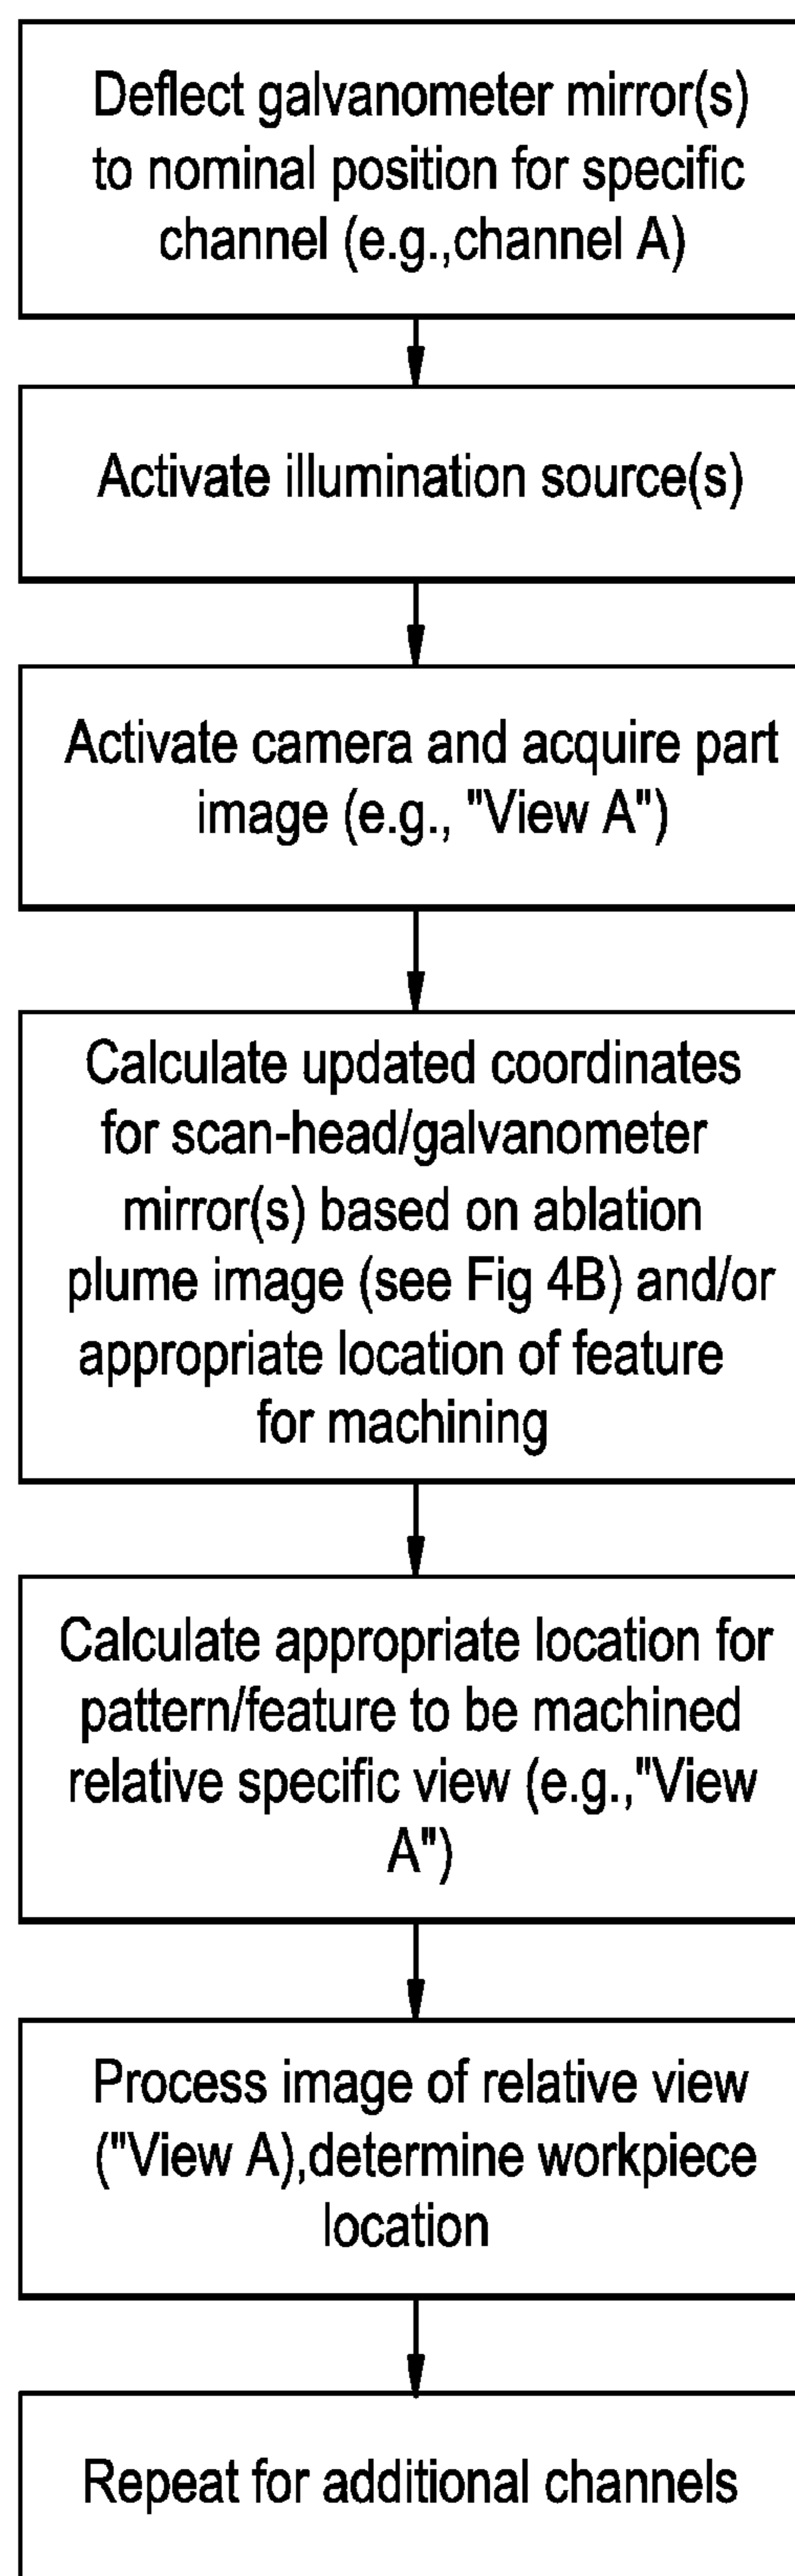 Deflect galvanometer mirror(s)
to nominal position for specific
channel (e.g.,channel A)
Activate illumination source(s)
Activate camera and acquire part
image (e.g., "View A")
Calculate updated coordinates
for scan-head/galvanometer
mirror(s) based on ablation
plume image (see Fig 4B) and/or
appropriate location of feature
for machining
Calculate appropriate location for
pattern/feature to be machined
relative specific view (e.g.,"View
A")
Process image of relative view
("View A),determine workpiece
location
Repeat for additional channels